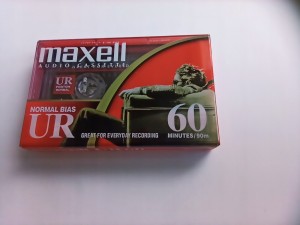 maxell
AUDIO CASSETTE
UR
NORMAL BIAS
UR
GREAT FOR EVERYDAY RECORDING
60
MINUTES/90m